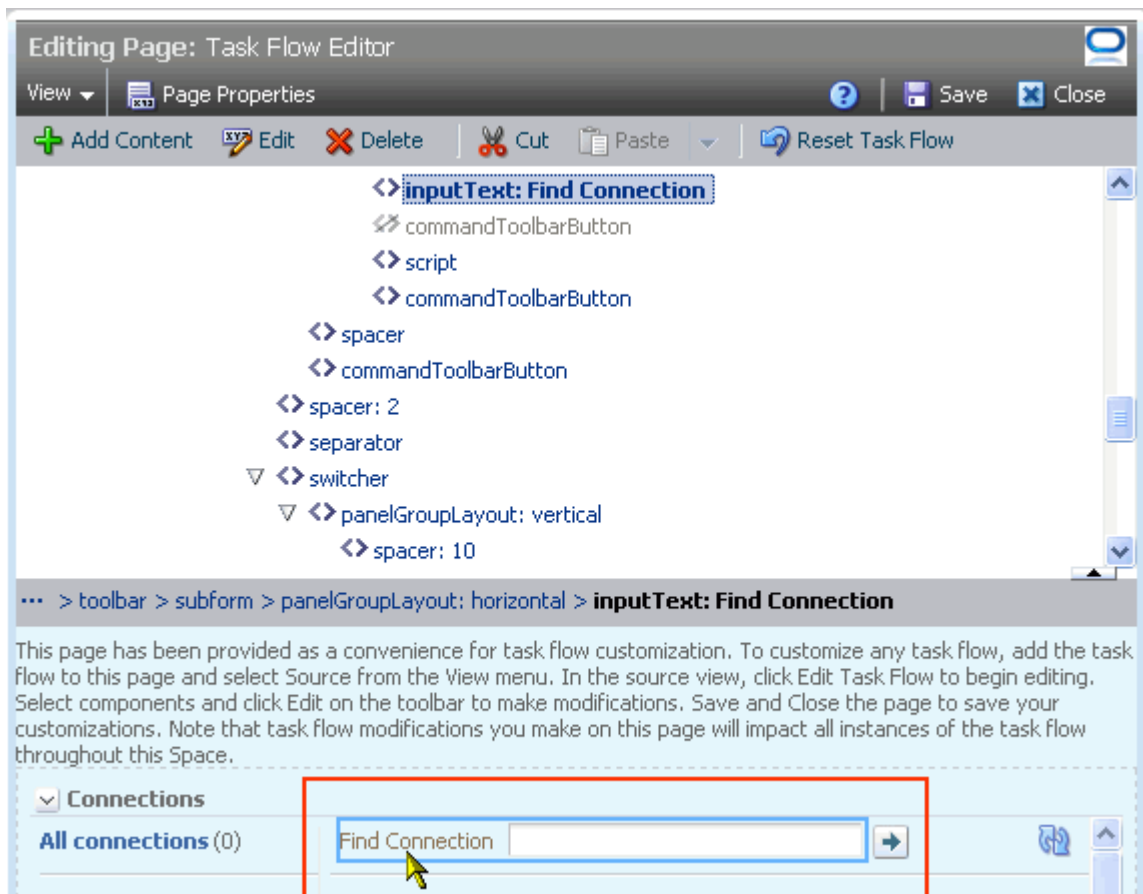 Editing Page: Task Flow Editor
View Page Properties ? Save Close
Add Content Edit Delete Cut Paste Reset Task Flow
inputText: Find Connection
commandToolbarButton
script
commandToolbarButton
spacer
commandToolbarButton
spacer: 2
separator
switcher
panelGroupLayout: vertical
spacer: 10
... > toolbar > subform > panelGroupLayout: horizontal > inputText: Find Connection
This page has been provided as a convenience for task flow customization. To customize any task flow, add the task
flow to this page and select Source from the View menu. In the source view, click Edit Task Flow to begin editing.
Select components and click Edit on the toolbar to make modifications. Save and Close the page to save your
customizations. Note that task flow modifications you make on this page will impact all instances of the task flow
throughout this Space.
Connections
All connections (0) Find Connection